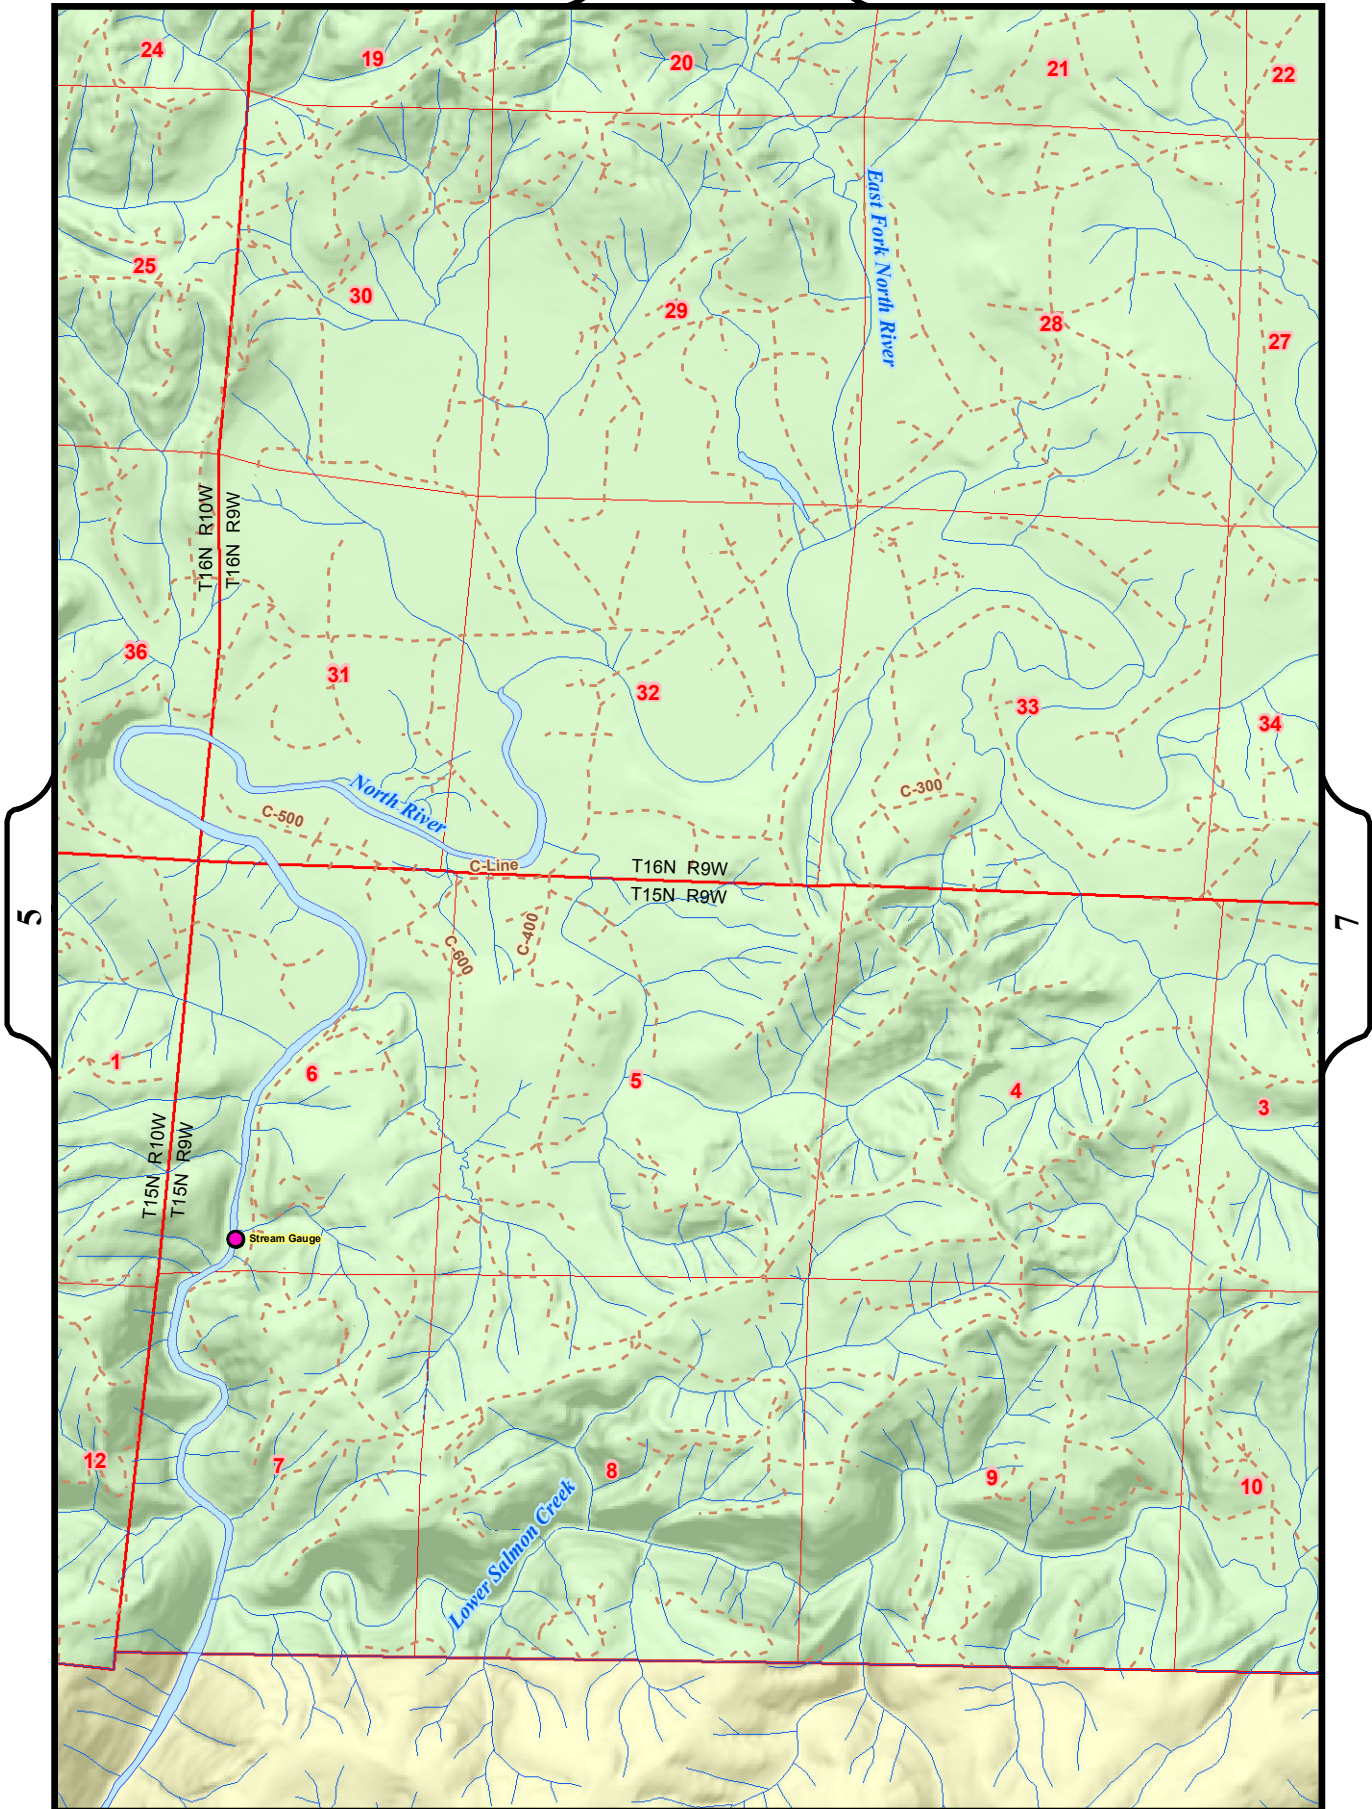 24
19
20
21
22
East Fork North River
25
30
29
28
27
T16N R10W
T16N R9W
36
31
32
33
34
North River
C-500
C-300
C-Line
T16N R9W
T15N R9W
5
7
C-600
C-400
1
6
5
4
3
T15N R10W
T15N R9W
Stream Gauge
12
7
8
9
10
Lower Salmon Creek